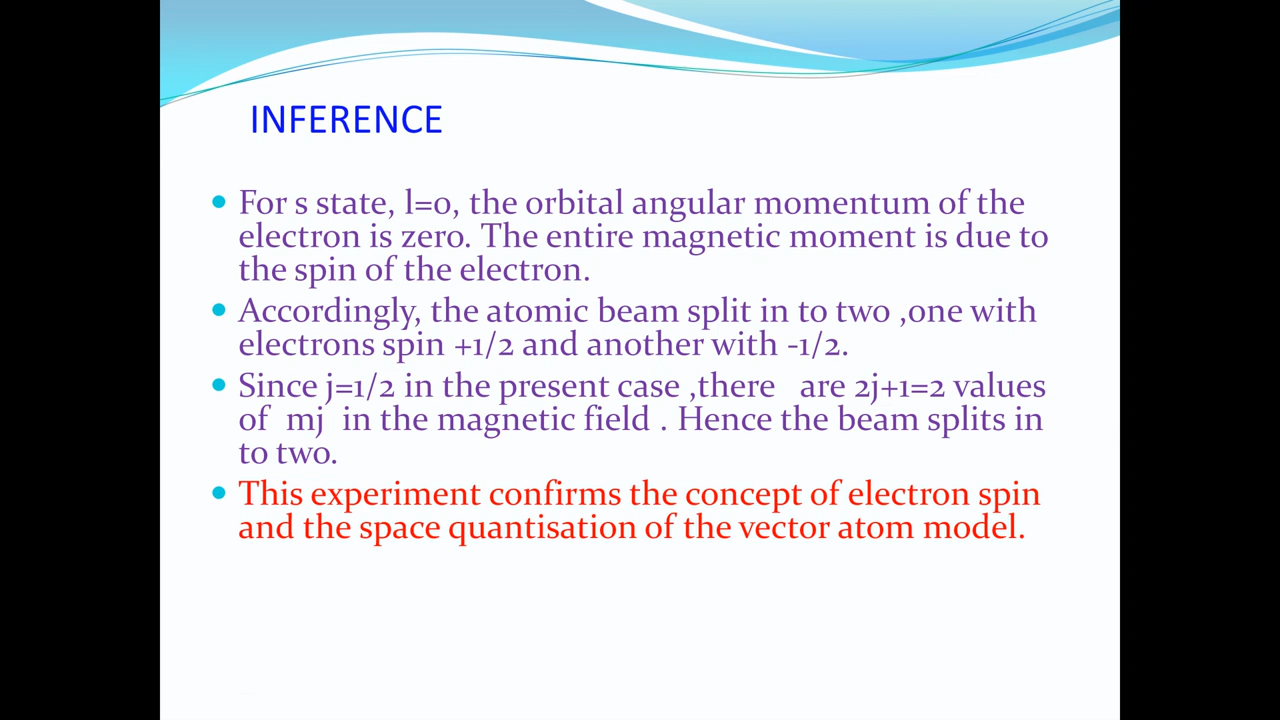 INFERENCE
For s state, l=0, the orbital angular momentum of the
electron is zero. The entire magnetic moment is due to
the spin of the electron.
Accordingly, the atomic beam split in to two ,one with
electrons spin +1/2 and another with -1/2.
Since j=1/2 in the present case ,there   are 2j+1=2 values
of  mj  in the magnetic field . Hence the beam splits in
to two.
This experiment confirms the concept of electron spin
and the space quantisation of the vector atom model.